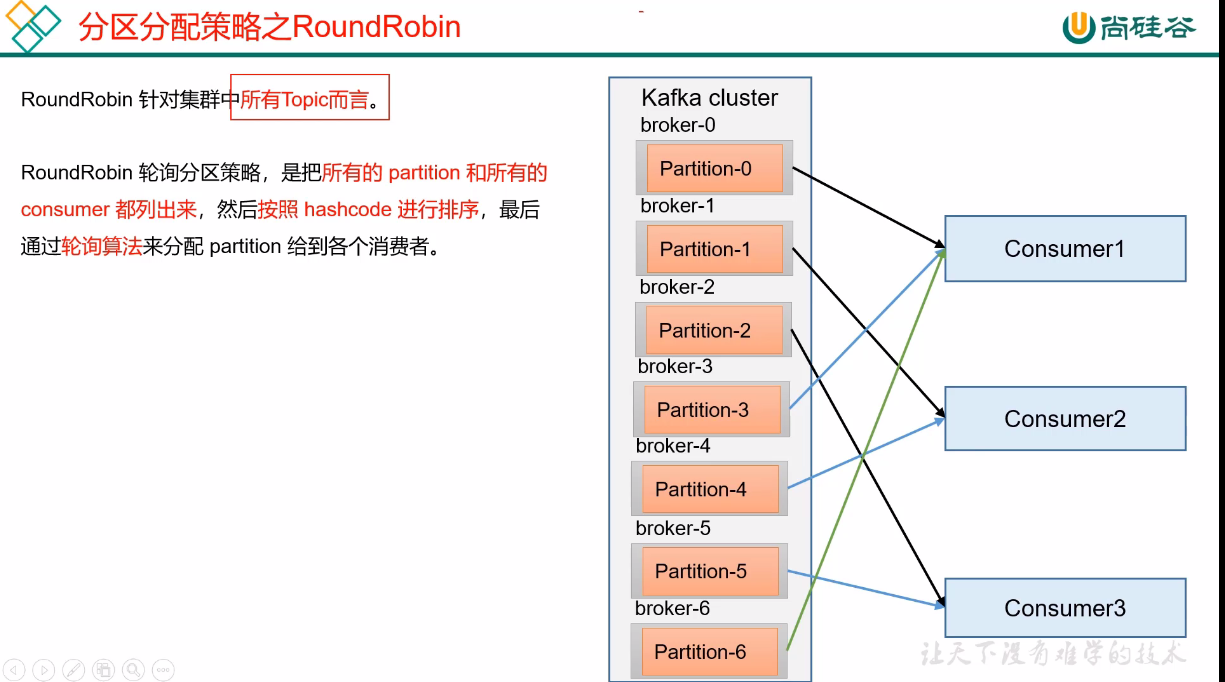 分区分配策略之RoundRobin
尚硅谷
RoundRobin 针对集群中所有Topic而言。
RoundRobin 轮询分区策略，是把所有的 partition 和所有的
consumer 都列出来，然后按照 hashcode 进行排序，最后
通过轮询算法来分配 partition 给到各个消费者。
Kafka cluster
broker-0
Partition-0
broker-1
Partition-1
broker-2
Partition-2
broker-3
Partition-3
broker-4
Partition-4
broker-5
Partition-5
broker-6
Partition-6
Consumer1
Consumer2
Consumer3
让天下没有难学的技术